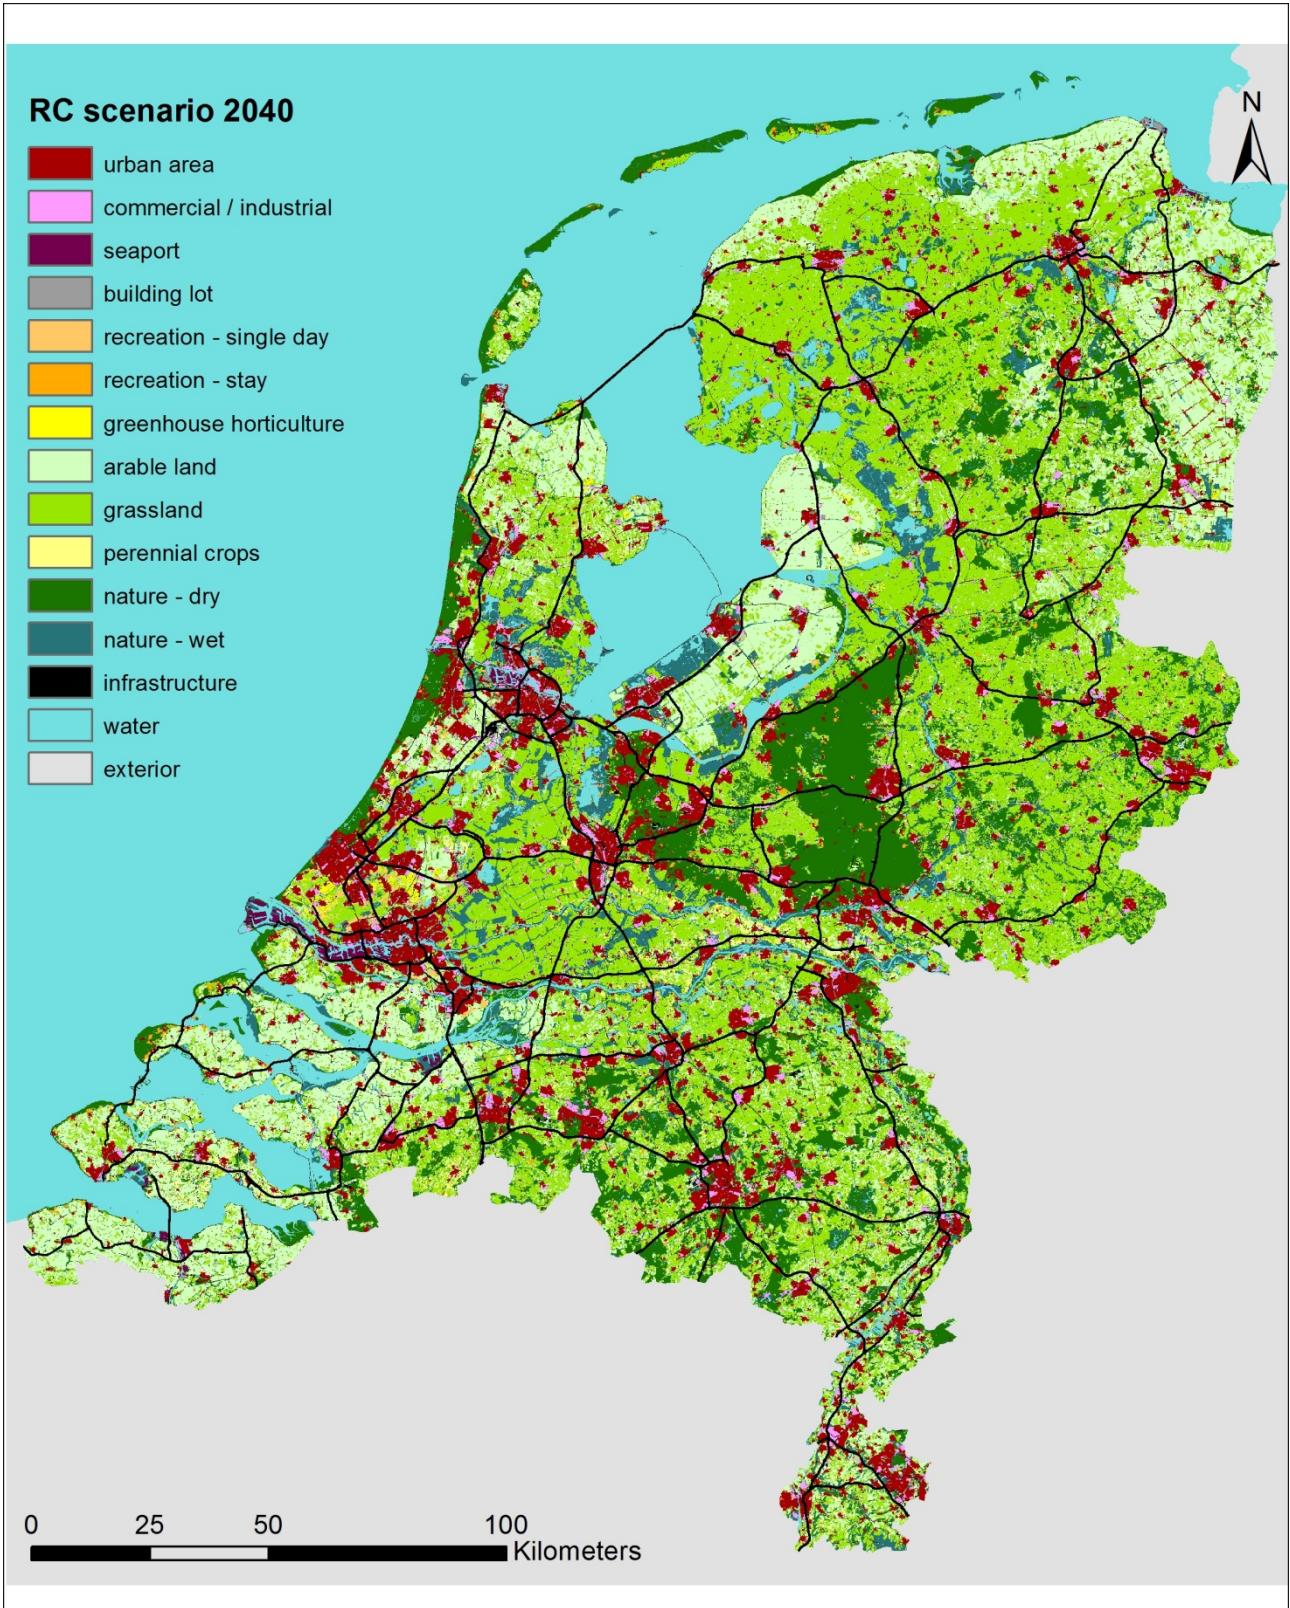 RC scenario 2040
N
urban area
commercial / industrial
seaport
building lot
recreation - single day
recreation - stay
greenhouse horticulture
arable land
grassland
perennial crops
nature - dry
nature - wet
infrastructure
water
exterior
0 25 50 100
Kilometers